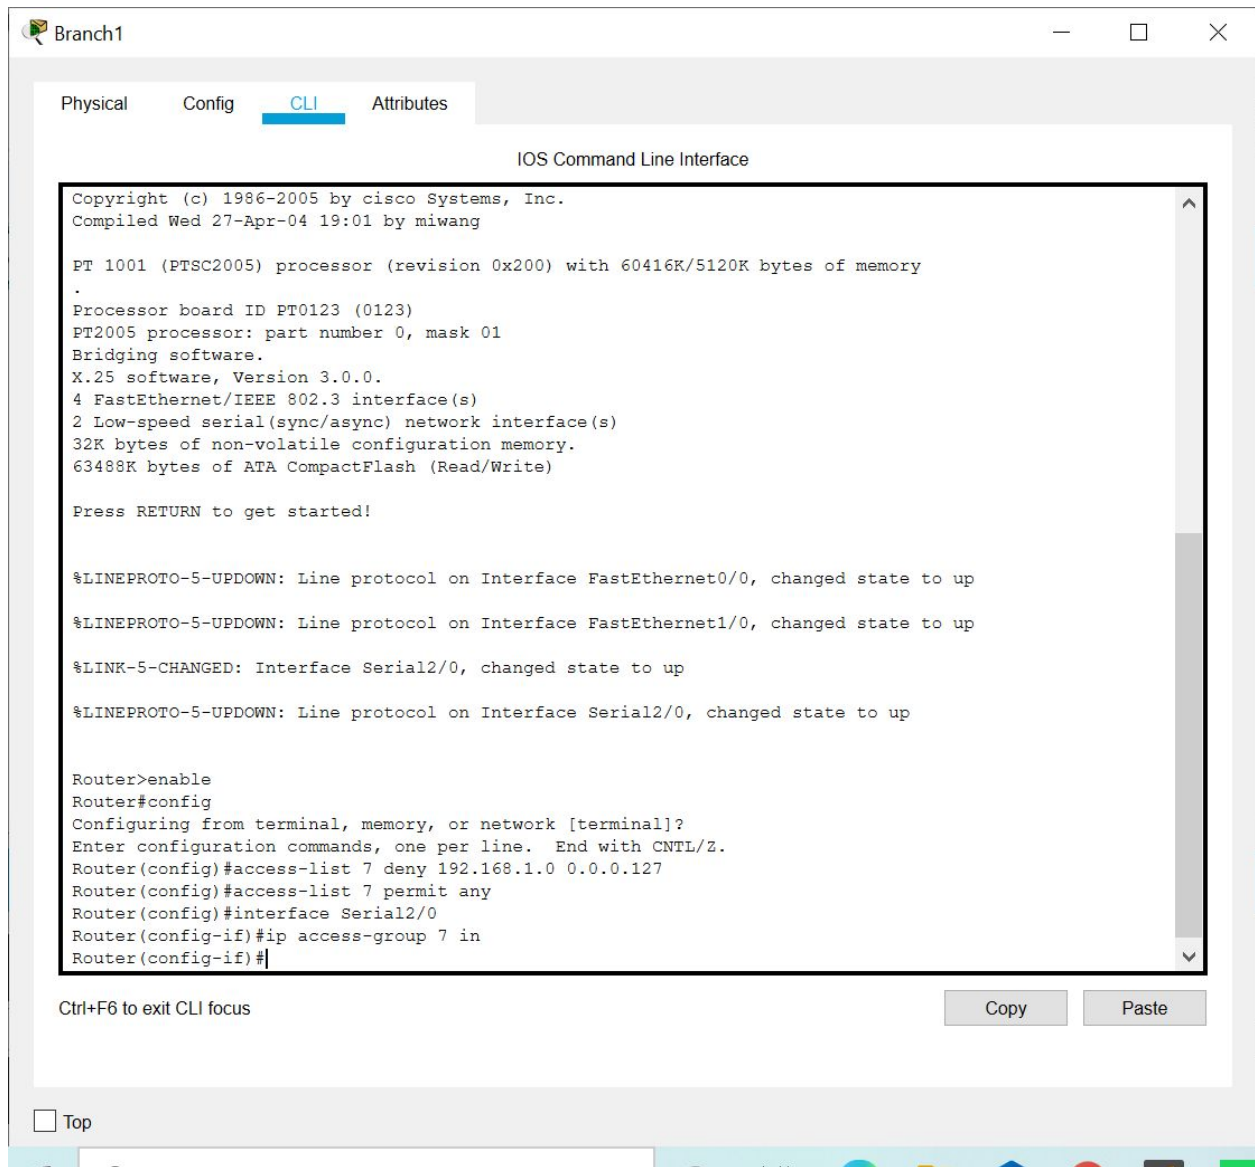 Branch1
Physical Config CLI Attributes
IOS Command Line Interface
Copyright (c) 1986-2005 by cisco Systems, Inc.
Compiled Wed 27-Apr-04 19:01 by miwang
PT 1001 (PTSC2005) processor (revision 0x200) with 60416K/5120K bytes of memory
.
Processor board ID PT0123 (0123)
PT2005 processor: part number 0, mask 01
Bridging software.
X.25 software, Version 3.0.0.
4 FastEthernet/IEEE 802.3 interface(s)
2 Low-speed serial(sync/async) network interface(s)
32K bytes of non-volatile configuration memory.
63488K bytes of ATA CompactFlash (Read/Write)
Press RETURN to get started!
%LINEPROTO-5-UPDOWN: Line protocol on Interface FastEthernet0/0, changed state to up
%LINEPROTO-5-UPDOWN: Line protocol on Interface FastEthernet1/0, changed state to up
%LINK-5-CHANGED: Interface Serial2/0, changed state to up
%LINEPROTO-5-UPDOWN: Line protocol on Interface Serial2/0, changed state to up
Router>enable
Router#config
Configuring from terminal, memory, or network [terminal]?
Enter configuration commands, one per line.  End with CNTL/Z.
Router(config)#access-list 7 deny 192.168.1.0 0.0.0.127
Router(config)#access-list 7 permit any
Router(config)#interface Serial2/0
Router(config-if)#ip access-group 7 in
Router(config-if)#
Ctrl+F6 to exit CLI focus
Copy Paste
Top